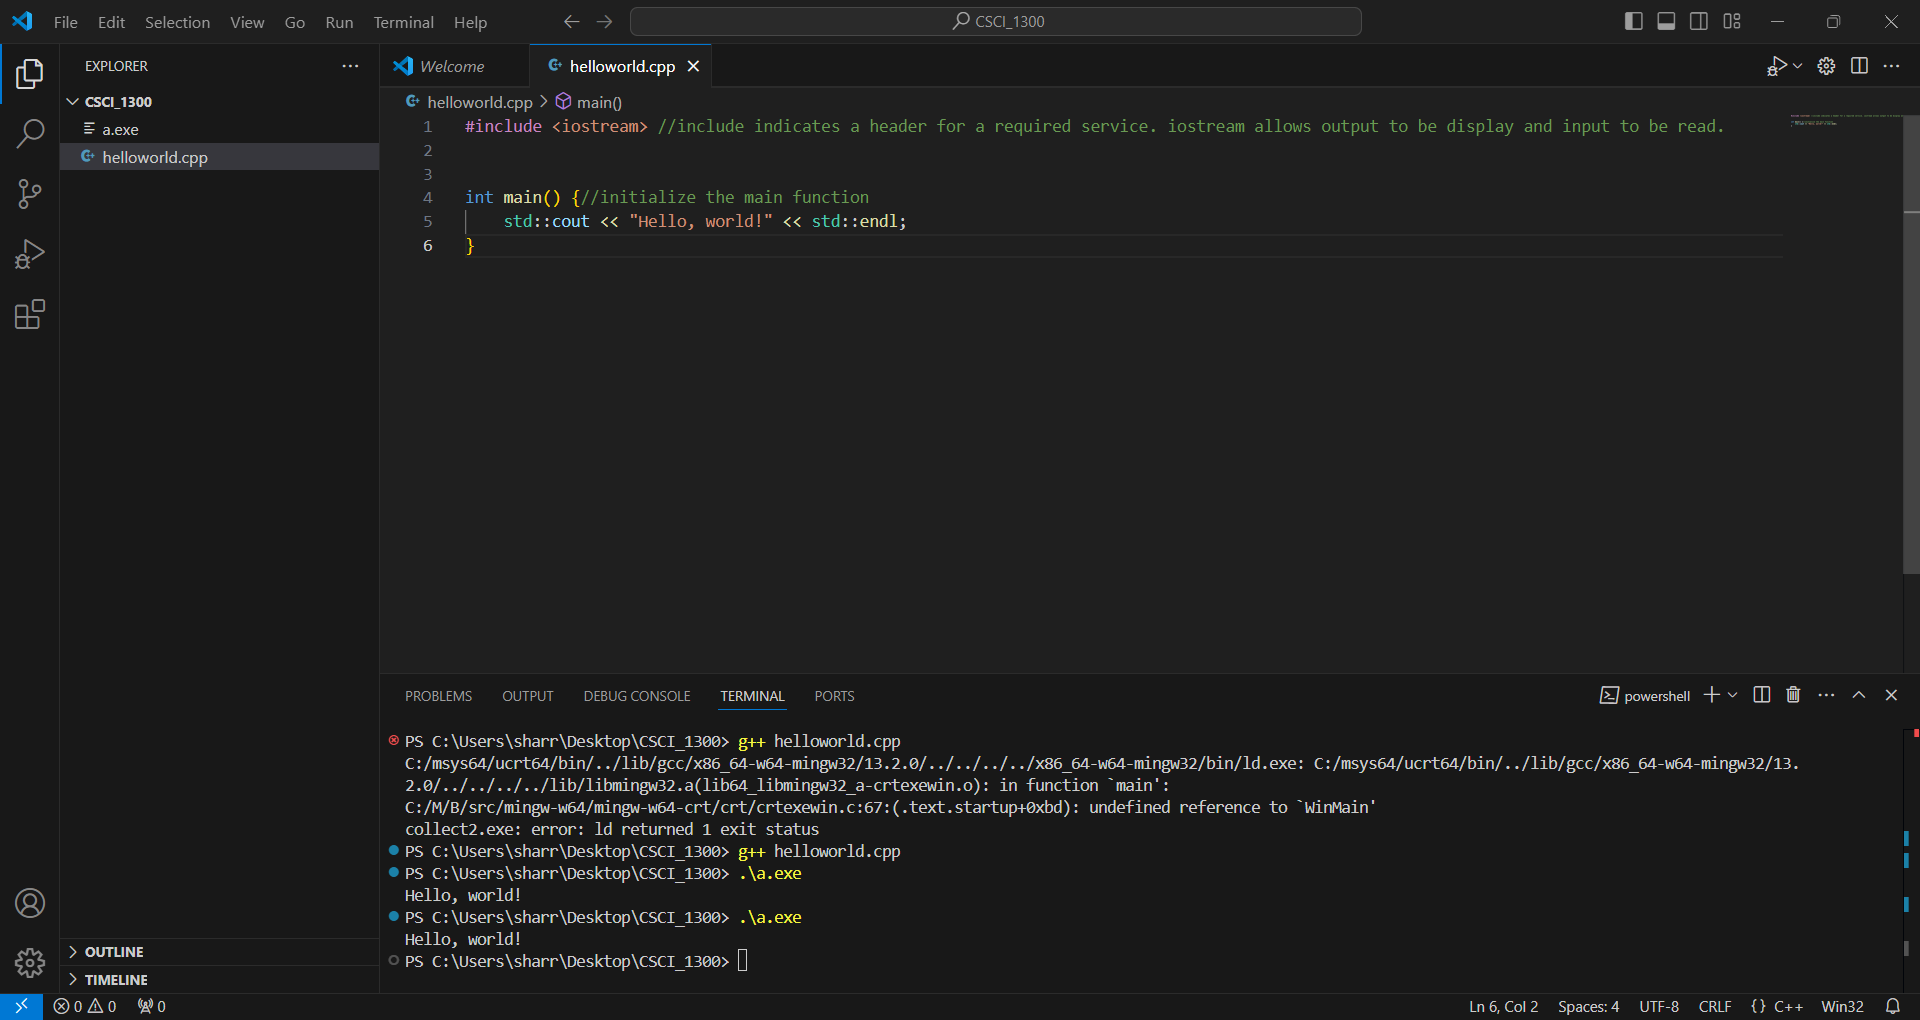 File Edit Selection View Go Run Terminal Help
CSCI_1300
EXPLORER
CSCI_1300
a.exe
helloworld.cpp
OUTLINE
TIMELINE
Welcome
helloworld.cpp
helloworld.cpp > main()
1 #include <iostream> //include indicates a header for a required service. iostream allows output to be display and input to be read.
2
3
4 int main() {//initialize the main function
5 std::cout << "Hello, world!" << std::endl;
6 }
PROBLEMS OUTPUT DEBUG CONSOLE TERMINAL PORTS
powershell
PS C:\Users\sharr\Desktop\CSCI_1300> g++ helloworld.cpp
C:/msys64/ucrt64/bin/../lib/gcc/x86_64-w64-mingw32/13.2.0/../../../../x86_64-w64-mingw32/bin/ld.exe: C:/msys64/ucrt64/bin/../lib/gcc/x86_64-w64-mingw32/13.
2.0/../../../../lib/libmingw32.a(lib64_libmingw32_a-crtexewin.o): in function `main':
C:/M/B/src/mingw-w64/mingw-w64-crt/crt/crtexewin.c:67:(.text.startup+0xbd): undefined reference to `WinMain'
collect2.exe: error: ld returned 1 exit status
PS C:\Users\sharr\Desktop\CSCI_1300> g++ helloworld.cpp
PS C:\Users\sharr\Desktop\CSCI_1300> .\a.exe
Hello, world!
PS C:\Users\sharr\Desktop\CSCI_1300> .\a.exe
Hello, world!
PS C:\Users\sharr\Desktop\CSCI_1300>
0 0 0
Ln 6, Col 2 Spaces: 4 UTF-8 CRLF {} C++ Win32